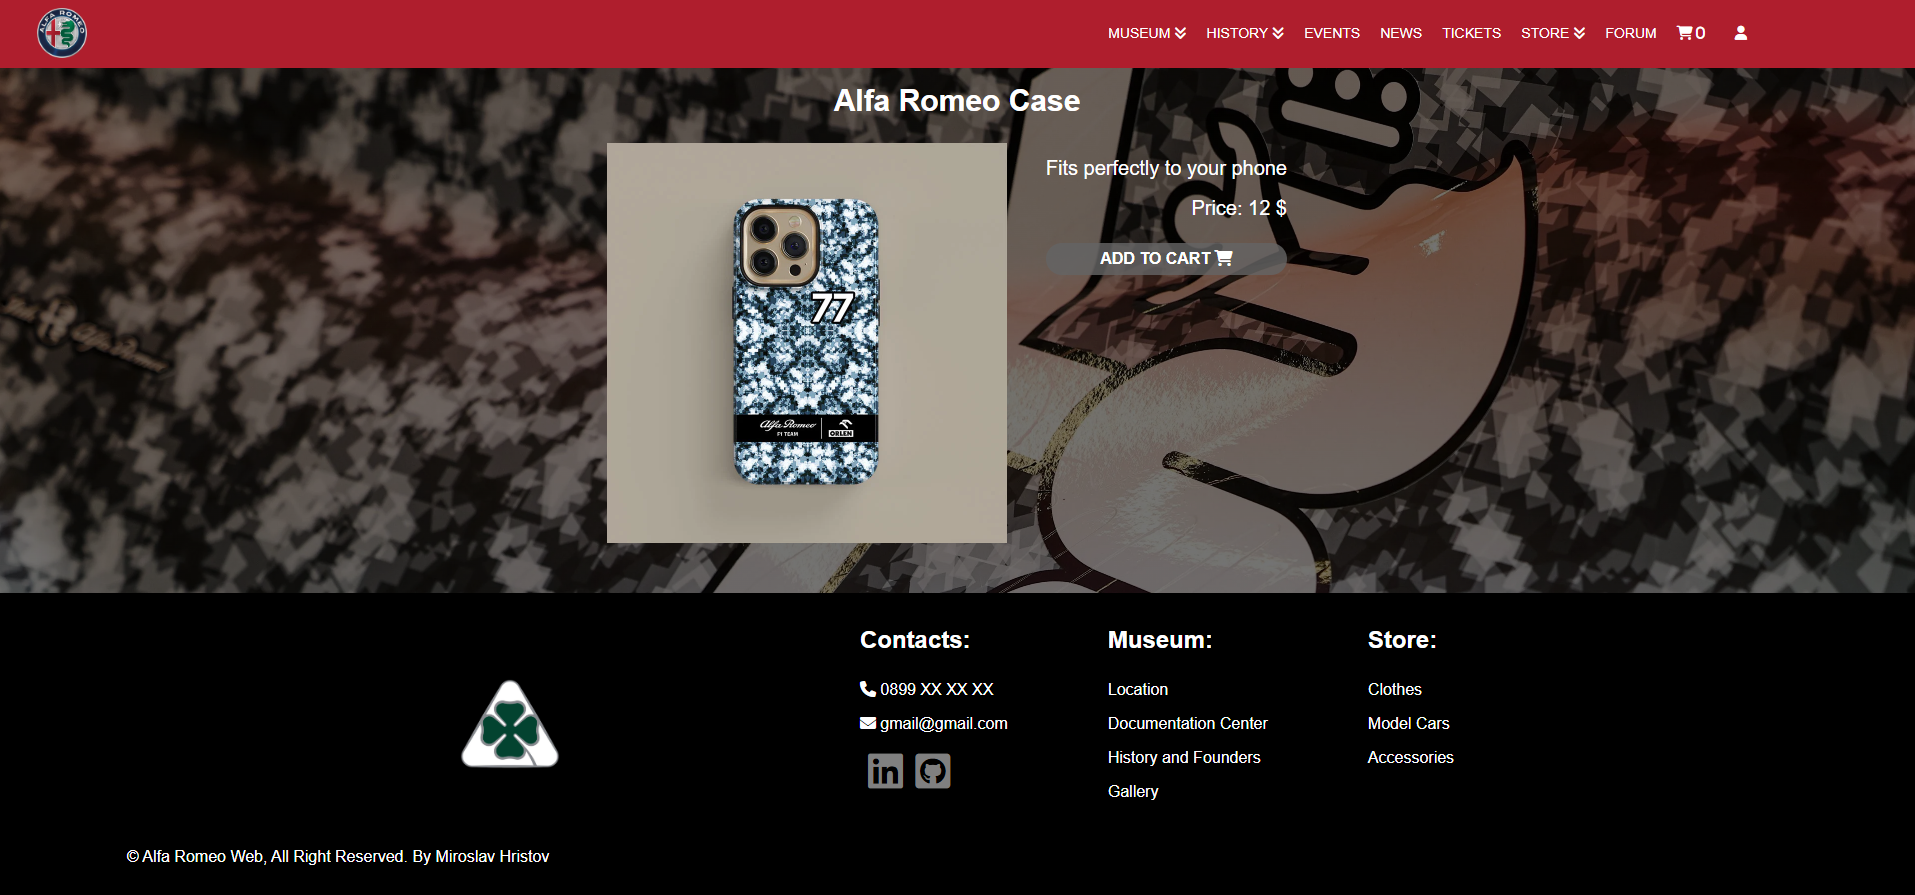 ALFA ROMEO
MUSEUM HISTORY EVENTS NEWS TICKETS STORE FORUM 0
Alfa Romeo Case
Fits perfectly to your phone
Price: 12 $
ADD TO CART
77
Alfa Romeo
F1 TEAM
ORLEN
Alfa Romeo
Contacts:
0899 XX XX XX
gmail@gmail.com
in
Museum:
Location
Documentation Center
History and Founders
Gallery
Store:
Clothes
Model Cars
Accessories
© Alfa Romeo Web, All Right Reserved. By Miroslav Hristov